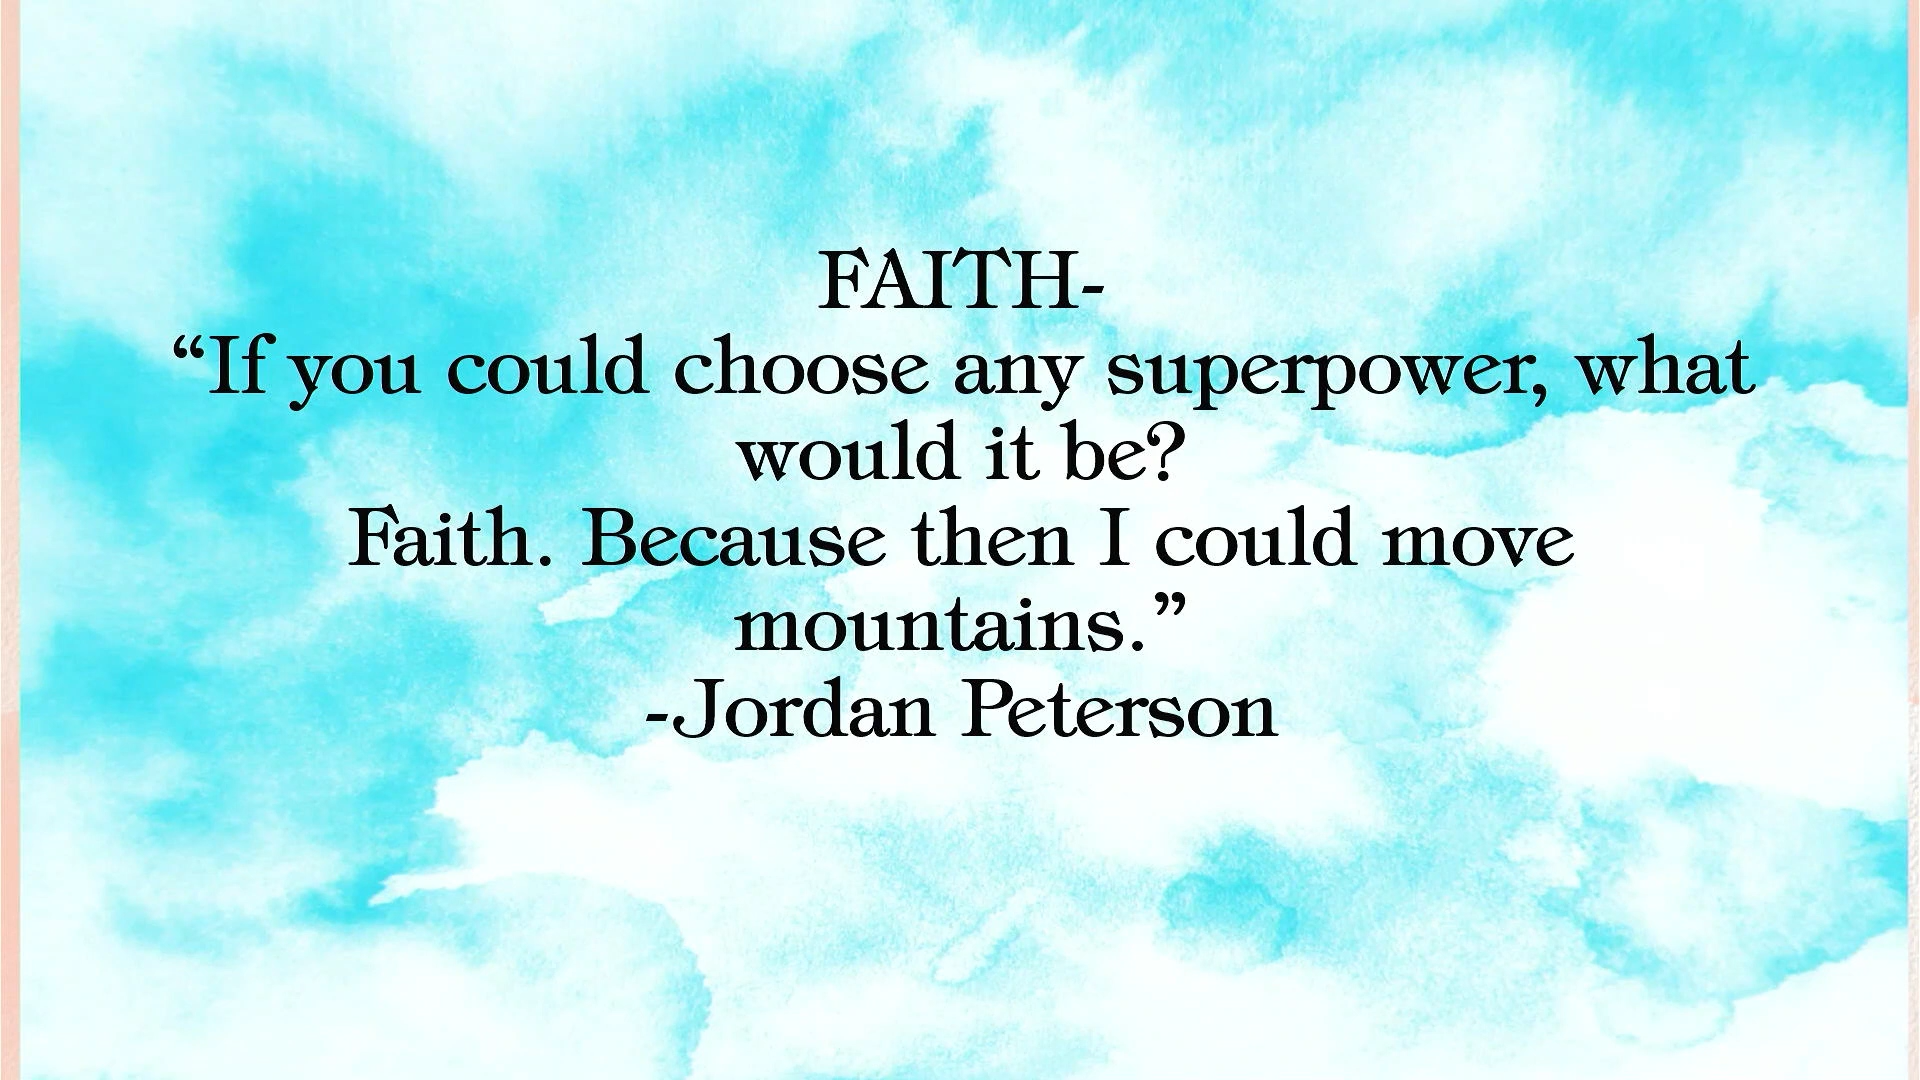 FAITH-
“If you could choose any superpower, what
would it be?
Faith. Because then I could move
mountains.”
-Jordan Peterson